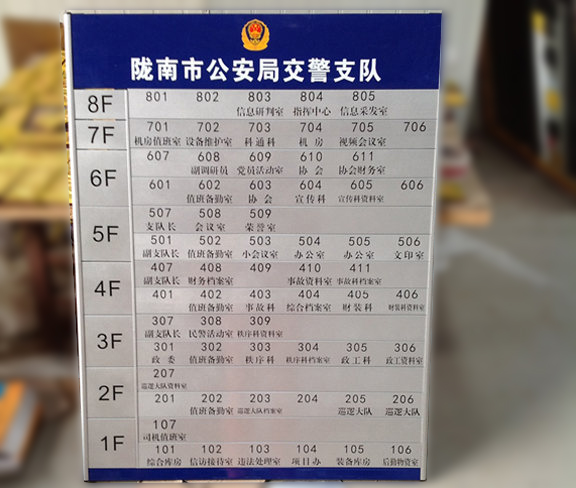 陇南市公安局交警支队
8F
801 802 803 804 805
信息研判室 指挥中心 信息采发室
7F
701 702 703 704 705 706
机房值班室 设备维护室 科通科 机房 视频会议室
6F
607 608 609 610 611
副调研员 党员活动室 协会 协会财务室
601 602 603 604 605 606
值班备勤室 协会 宣传科 宣传科资料室
5F
507 508 509
支队长 会议室 荣誉室
501 502 503 504 505 506
副支队长 值班备勤室 小会议室 办公室 办公室 文印室
4F
407 408 409 410 411
副支队长 财务档案室 事故资料室 事故科档案室
401 402 403 404 405 406
值班备勤室 事故科 综合档案室 财装科 财装科资料室
3F
307 308 309
副支队长 民警活动室 秩序科资料室
301 302 303 304 305 306
政委 值班备勤室 秩序科 秩序科档案室 政工科 政工资料室
2F
207
巡逻大队资料室
201 202 203 204 205 206
值班备勤室 巡逻大队档案室 巡逻大队 巡逻大队
1F
107
司机值班室
101 102 103 104 105 106
综合库房 信访接待室 违法处理室 项目办 装备库房 后勤物资室